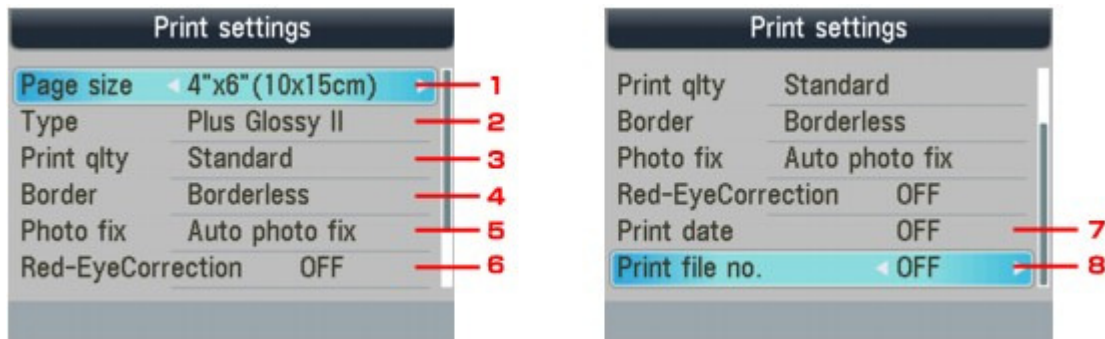 Print settings
Page size 4"x6"(10x15cm) 1
Type Plus Glossy II 2
Print qlty Standard 3
Border Borderless 4
Photo fix Auto photo fix 5
Red-EyeCorrection OFF 6
Print settings
Print qlty Standard
Border Borderless
Photo fix Auto photo fix
Red-EyeCorrection OFF
Print date OFF 7
Print file no. OFF 8